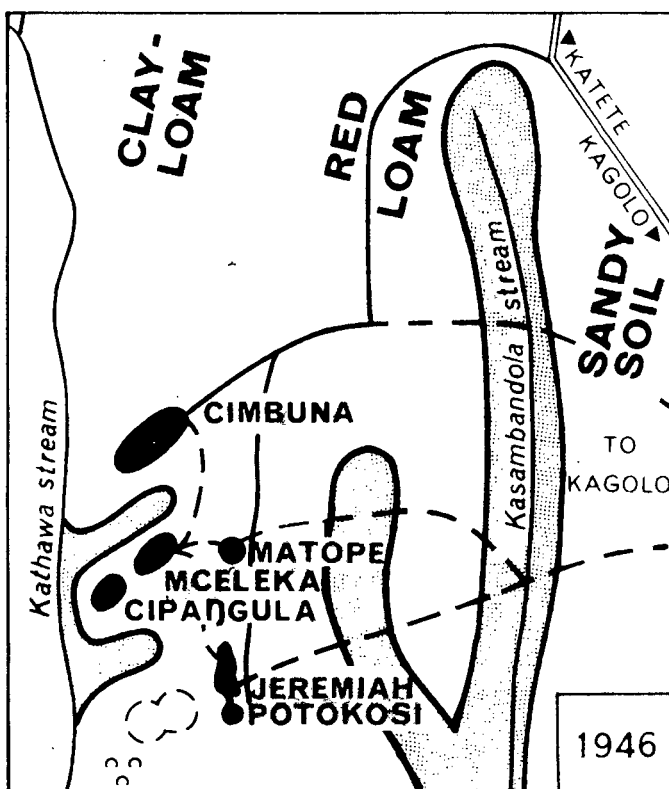 CLAY-
LOAM
RED
LOAM
KATETE
KAGOLO
SANDY
SOIL
Kasambandola stream
Kathawa stream
CIMBUNA
TO
KAGOLO
MATOPE
MCELEKA
CIPAŊGULA
JEREMIAH
POTOKOSI
1946